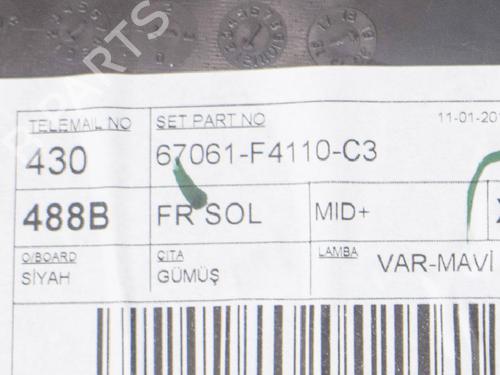 TELEMAIL NO SET PART NO 11-01-201
430 67061-F4110-C3
488B FR SOL MID+
O/BOARD ÇITA LAMBA VAR-MAVİ
SİYAH GÜMÜŞ